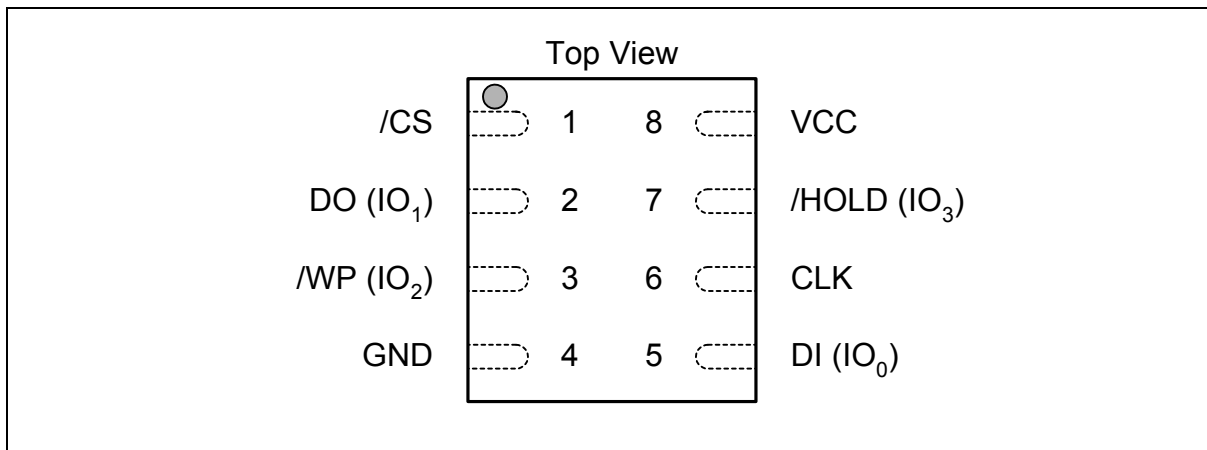 Top View
/CS 1 8 VCC
DO (IO₁) 2 7 /HOLD (IO₃)
/WP (IO₂) 3 6 CLK
GND 4 5 DI (IO₀)